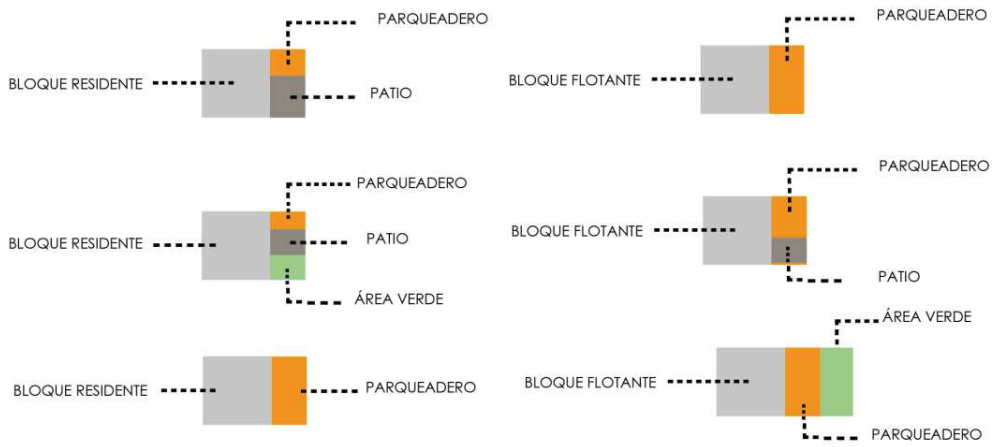 PARQUEADERO
BLOQUE RESIDENTE
PATIO
PARQUEADERO
BLOQUE RESIDENTE
PATIO
ÁREA VERDE
BLOQUE RESIDENTE
PARQUEADERO
PARQUEADERO
BLOQUE FLOTANTE
PARQUEADERO
BLOQUE FLOTANTE
PATIO
ÁREA VERDE
BLOQUE FLOTANTE
PARQUEADERO